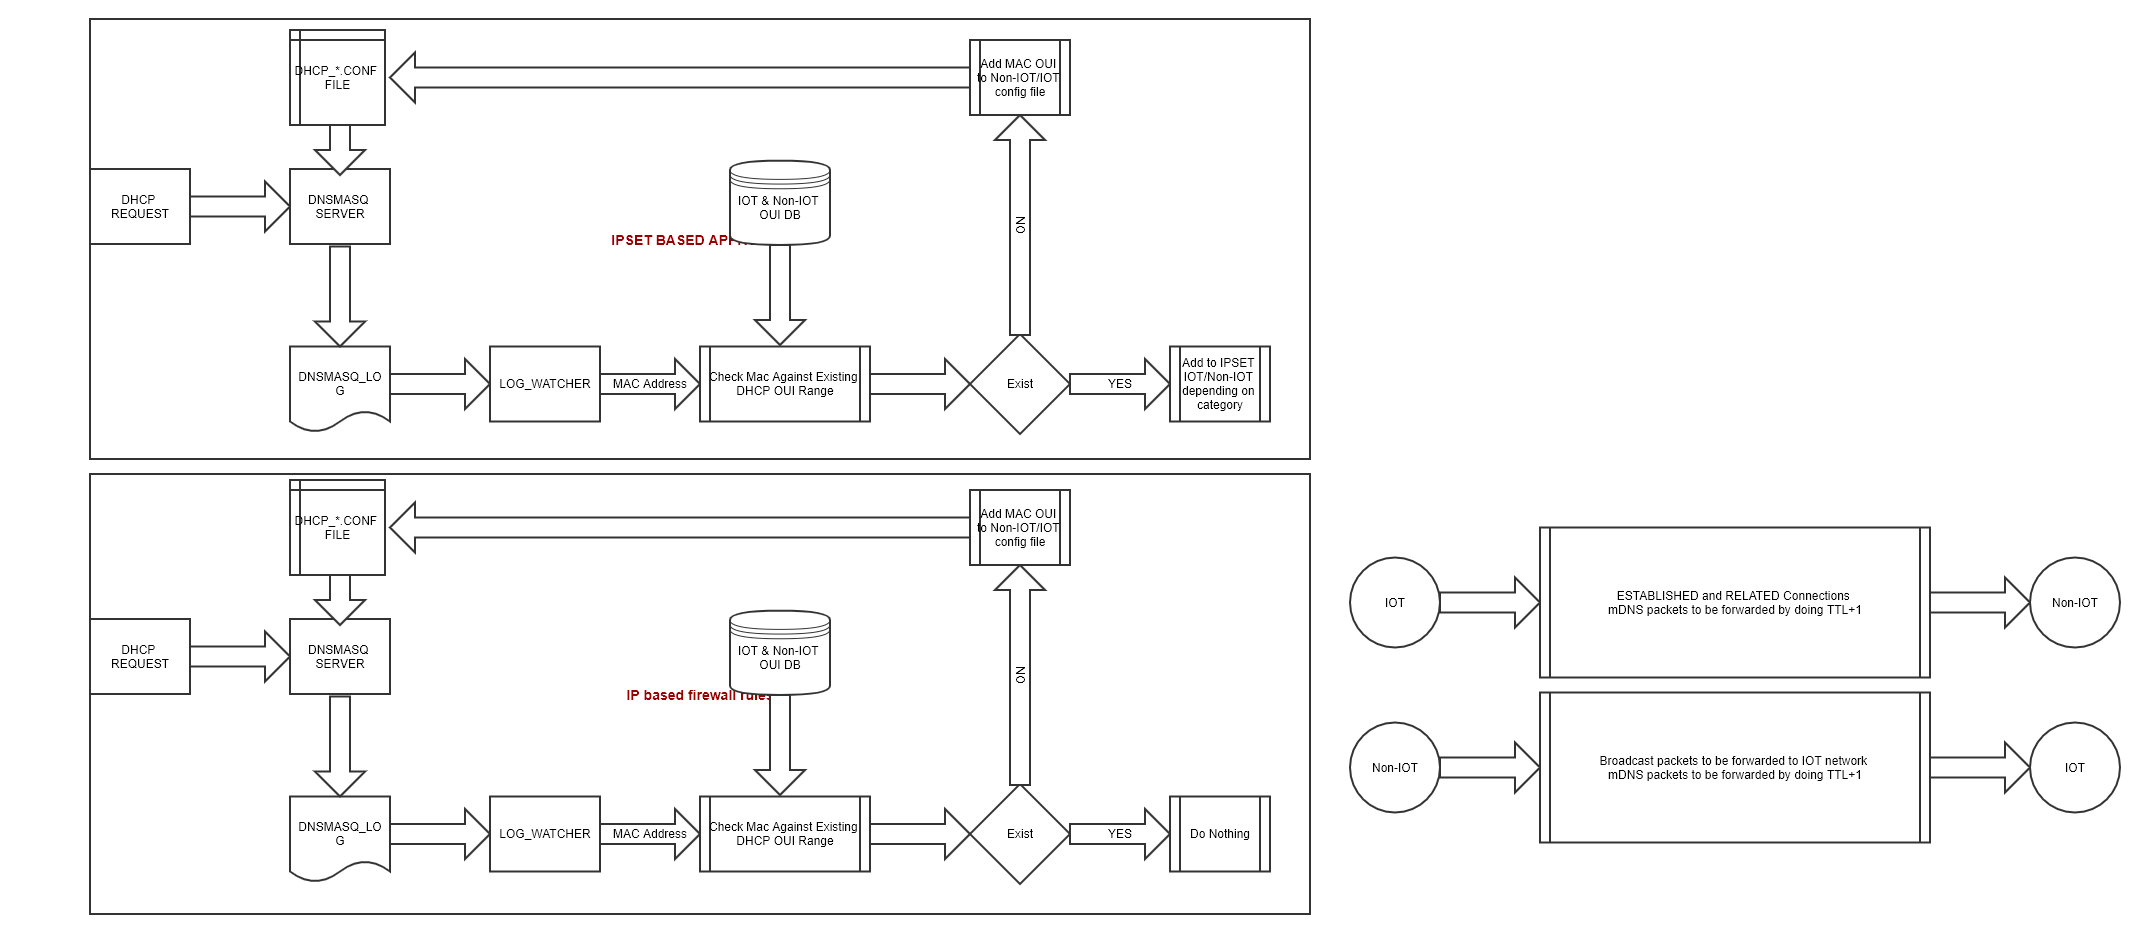 DHCP_*.CONF
FILE
Add MAC OUI
to Non-IOT/IOT
config file
DHCP
REQUEST
DNSMASQ
SERVER
IOT & Non-IOT
OUI DB
IPSET BASED
NO
DNSMASQ_LO
G
LOG_WATCHER
MAC Address
Check Mac Against Existing
DHCP OUI Range
Exist
YES
Add to IPSET
IOT/Non-IOT
depending on
category
DHCP_*.CONF
FILE
Add MAC OUI
to Non-IOT/IOT
config file
DHCP
REQUEST
DNSMASQ
SERVER
IOT & Non-IOT
OUI DB
IP based firewall rules
NO
DNSMASQ_LO
G
LOG_WATCHER
MAC Address
Check Mac Against Existing
DHCP OUI Range
Exist
YES
Do Nothing
IOT
ESTABLISHED and RELATED Connections
mDNS packets to be forwarded by doing TTL+1
Non-IOT
Non-IOT
Broadcast packets to be forwarded to IOT network
mDNS packets to be forwarded by doing TTL+1
IOT